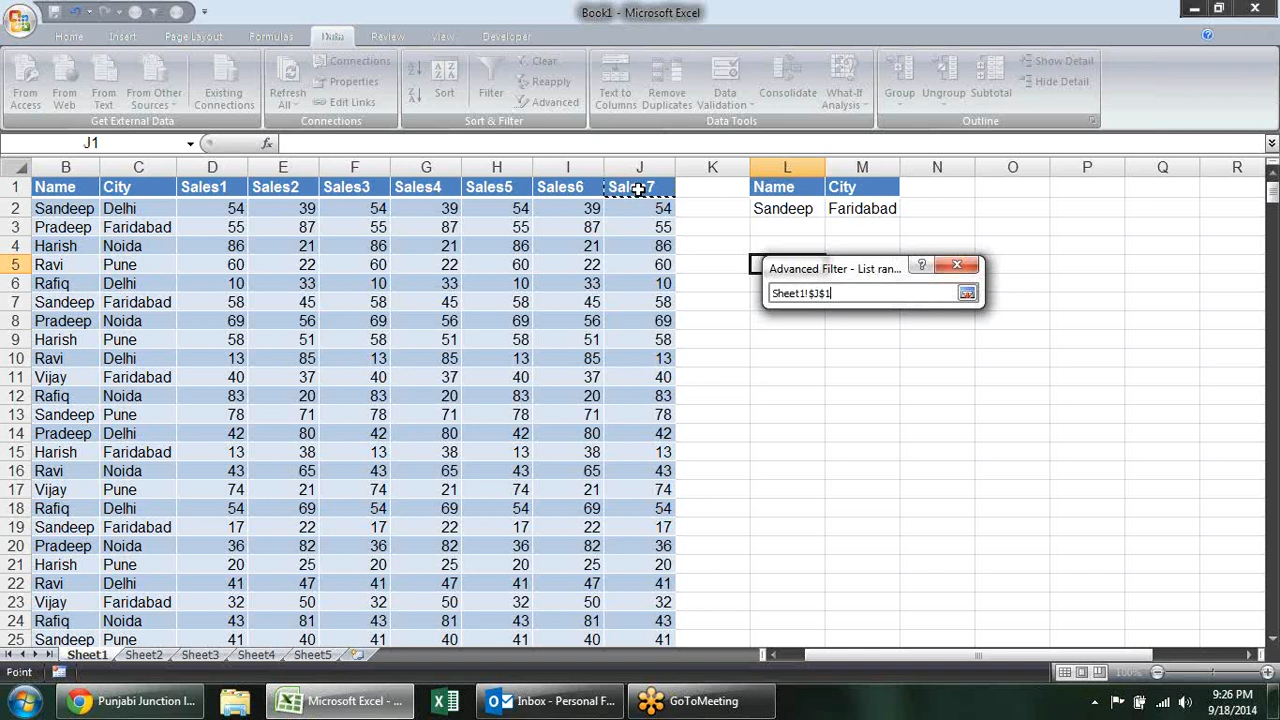 Book1 - Microsoft Excel
Home Insert Page Layout Formulas Data Review View Developer
From Access
From Web
From Text
From Other Sources
Existing Connections
Get External Data
Refresh All
Connections
Properties
Edit Links
Connections
Sort
Filter
Clear
Reapply
Advanced
Sort & Filter
Text to Columns
Remove Duplicates
Data Validation
Consolidate
What-If Analysis
Data Tools
Group
Ungroup
Subtotal
Show Detail
Hide Detail
Outline
J1 fx
B C D E F G H I J K L M N O P Q R
1 Name City Sales1 Sales2 Sales3 Sales4 Sales5 Sales6 Sales7 Name City
2 Sandeep Delhi 54 39 54 39 54 39 54 Sandeep Faridabad
3 Pradeep Faridabad 55 87 55 87 55 87 55
4 Harish Noida 86 21 86 21 86 21 86
5 Ravi Pune 60 22 60 22 60 22 60
6 Rafiq Delhi 10 33 10 33 10 33 10
7 Sandeep Faridabad 58 45 58 45 58 45 58
8 Pradeep Noida 69 56 69 56 69 56 69
9 Harish Pune 58 51 58 51 58 51 58
10 Ravi Delhi 13 85 13 85 13 85 13
11 Vijay Faridabad 40 37 40 37 40 37 40
12 Rafiq Noida 83 20 83 20 83 20 83
13 Sandeep Pune 78 71 78 71 78 71 78
14 Pradeep Delhi 42 80 42 80 42 80 42
15 Harish Faridabad 13 38 13 38 13 38 13
16 Ravi Noida 43 65 43 65 43 65 43
17 Vijay Pune 74 21 74 21 74 21 74
18 Rafiq Delhi 54 69 54 69 54 69 54
19 Sandeep Faridabad 17 22 17 22 17 22 17
20 Pradeep Noida 36 82 36 82 36 82 36
21 Harish Pune 20 25 20 25 20 25 20
22 Ravi Delhi 41 47 41 47 41 47 41
23 Vijay Faridabad 32 50 32 50 32 50 32
24 Rafiq Noida 43 81 43 81 43 81 43
25 Sandeep Pune 41 40 41 40 41 40 41
Advanced Filter - List ran... ?
Sheet1!$J$1
Sheet1 Sheet2 Sheet3 Sheet4 Sheet5
Point 100%
Punjabi Junction I... Microsoft Excel - ... Inbox - Personal F... GoToMeeting
9:26 PM
9/18/2014